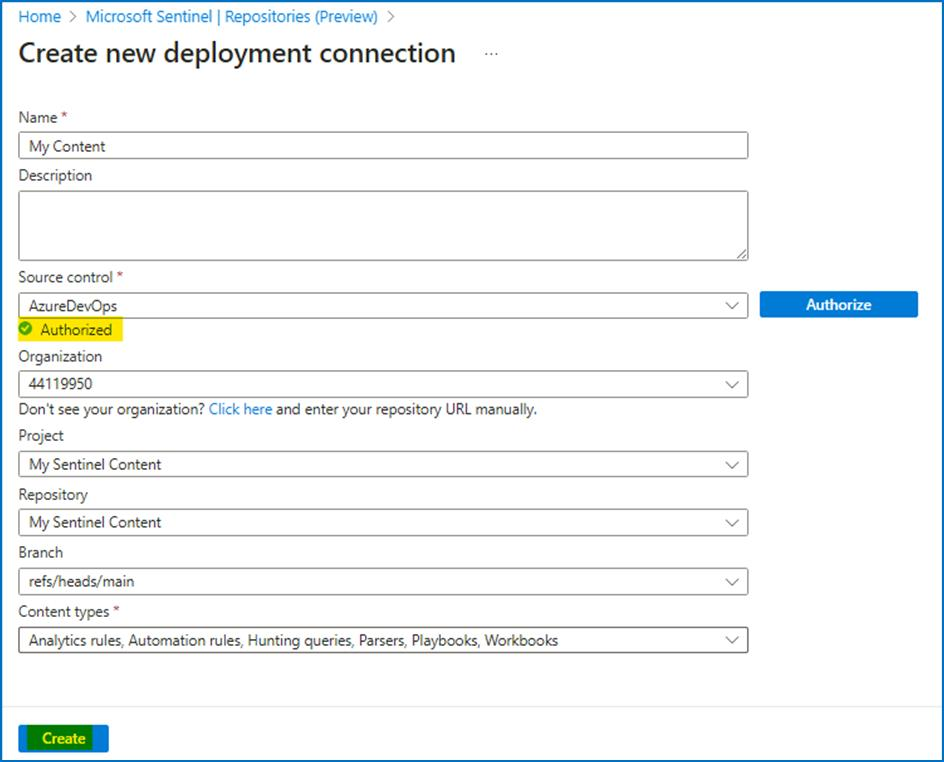 Home > Microsoft Sentinel | Repositories (Preview) >
Create new deployment connection ...
Name *
My Content
Description
Source control *
AzureDevOps
Authorize
Authorized
Organization
44119950
Don't see your organization? Click here and enter your repository URL manually.
Project
My Sentinel Content
Repository
My Sentinel Content
Branch
refs/heads/main
Content types *
Analytics rules, Automation rules, Hunting queries, Parsers, Playbooks, Workbooks
Create